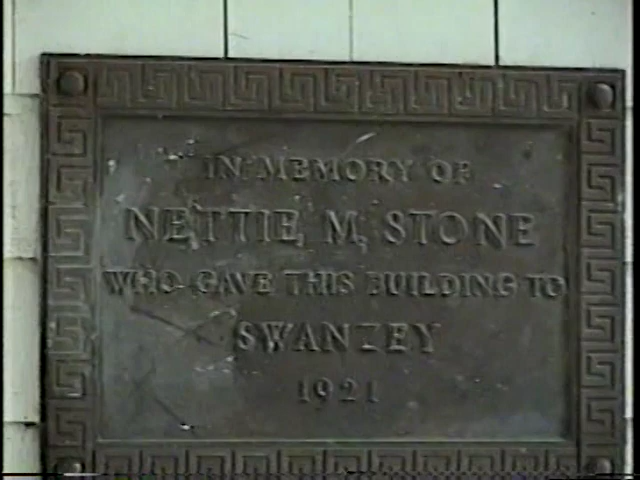 IN MEMORY OF
NETTIE M. STONE
WHO GAVE THIS BUILDING TO
SWANZEY
1921